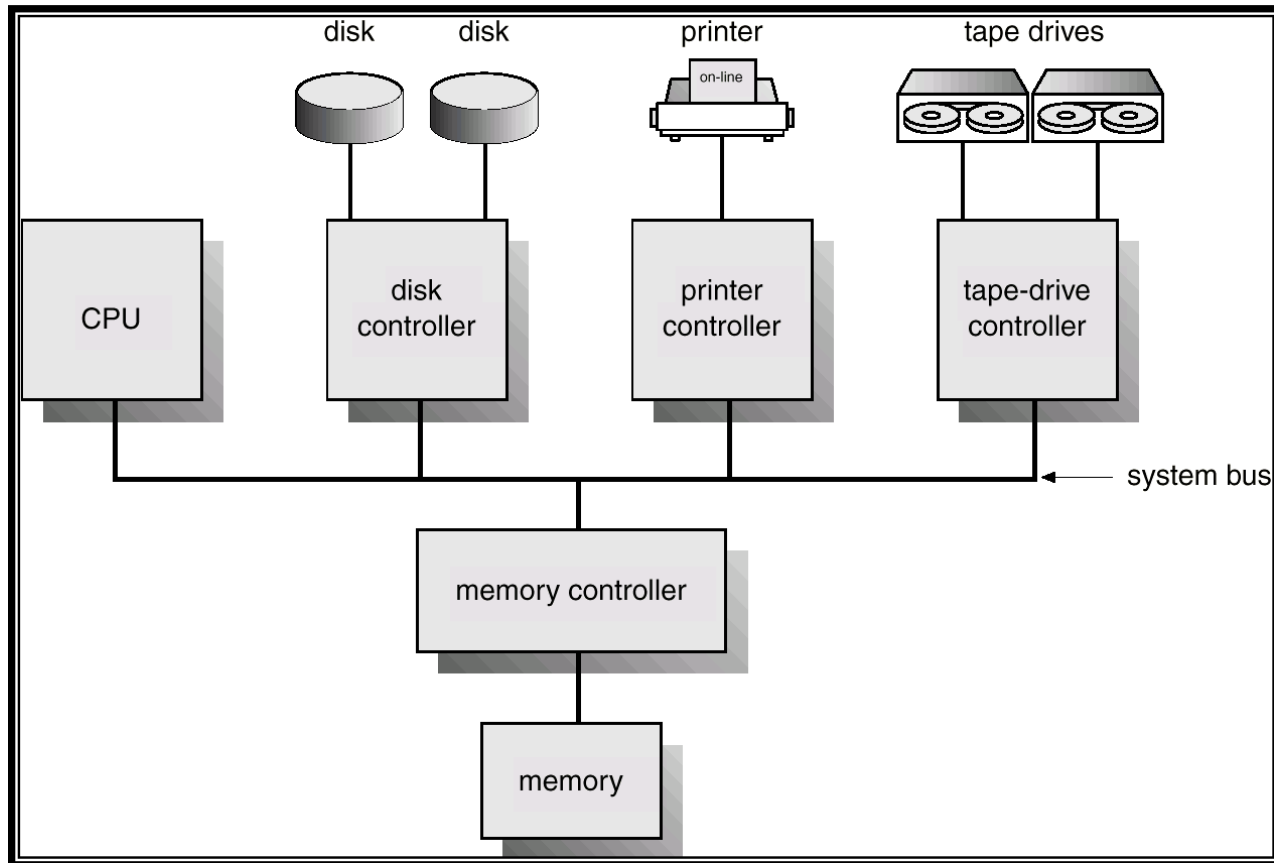 disk
disk
printer
tape drives
on-line
CPU
disk
controller
printer
controller
tape-drive
controller
system bus
memory controller
memory